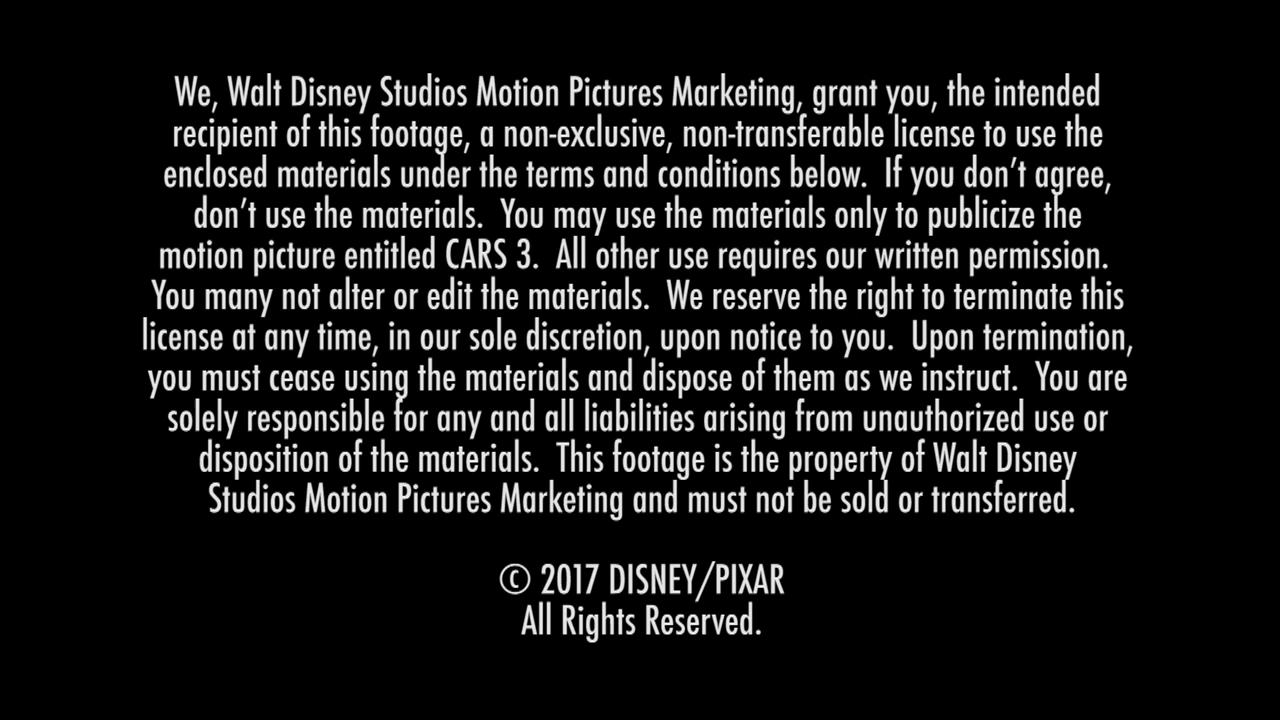 We, Walt Disney Studios Motion Pictures Marketing, grant you, the intended
recipient of this footage, a non-exclusive, non-transferable license to use the
enclosed materials under the terms and conditions below.  If you don’t agree,
don’t use the materials.  You may use the materials only to publicize the
motion picture entitled CARS 3.  All other use requires our written permission.
You many not alter or edit the materials.  We reserve the right to terminate this
license at any time, in our sole discretion, upon notice to you.  Upon termination,
you must cease using the materials and dispose of them as we instruct.  You are
solely responsible for any and all liabilities arising from unauthorized use or
disposition of the materials.  This footage is the property of Walt Disney
Studios Motion Pictures Marketing and must not be sold or transferred.
© 2017 DISNEY/PIXAR
All Rights Reserved.